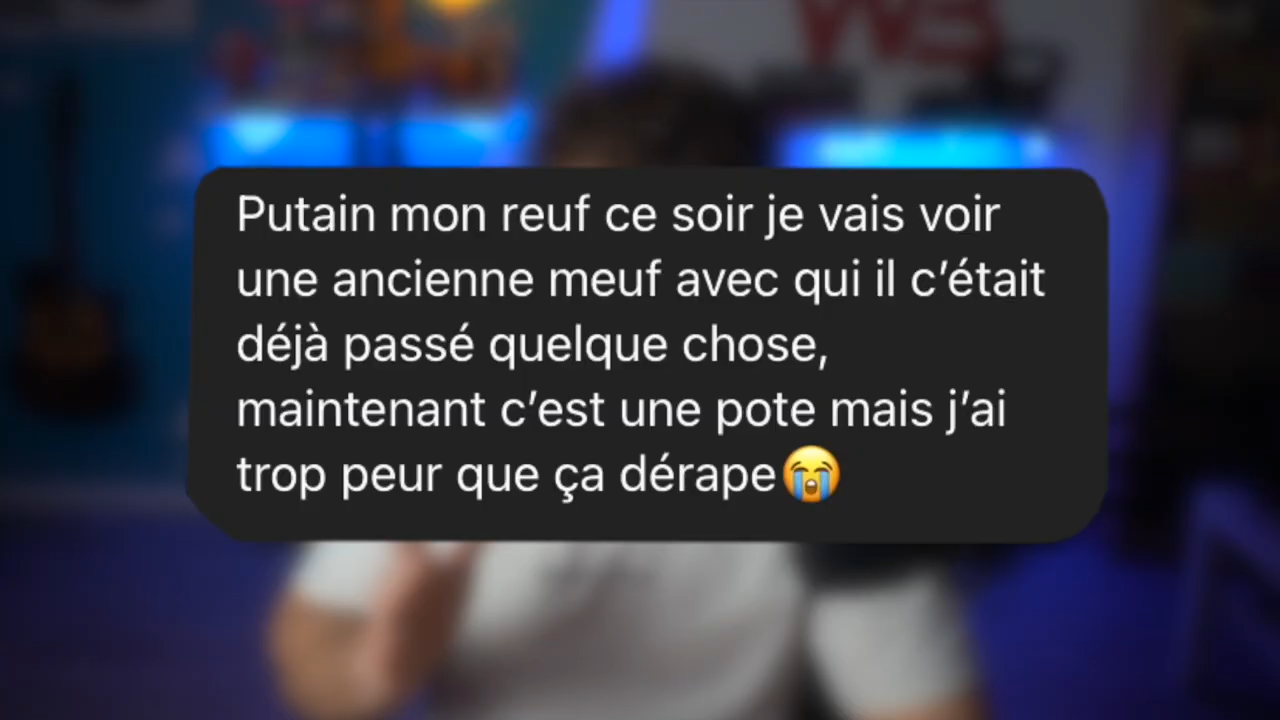 Putain mon reuf ce soir je vais voir
une ancienne meuf avec qui il c’était
déjà passé quelque chose,
maintenant c’est une pote mais j’ai
trop peur que ça dérape😭